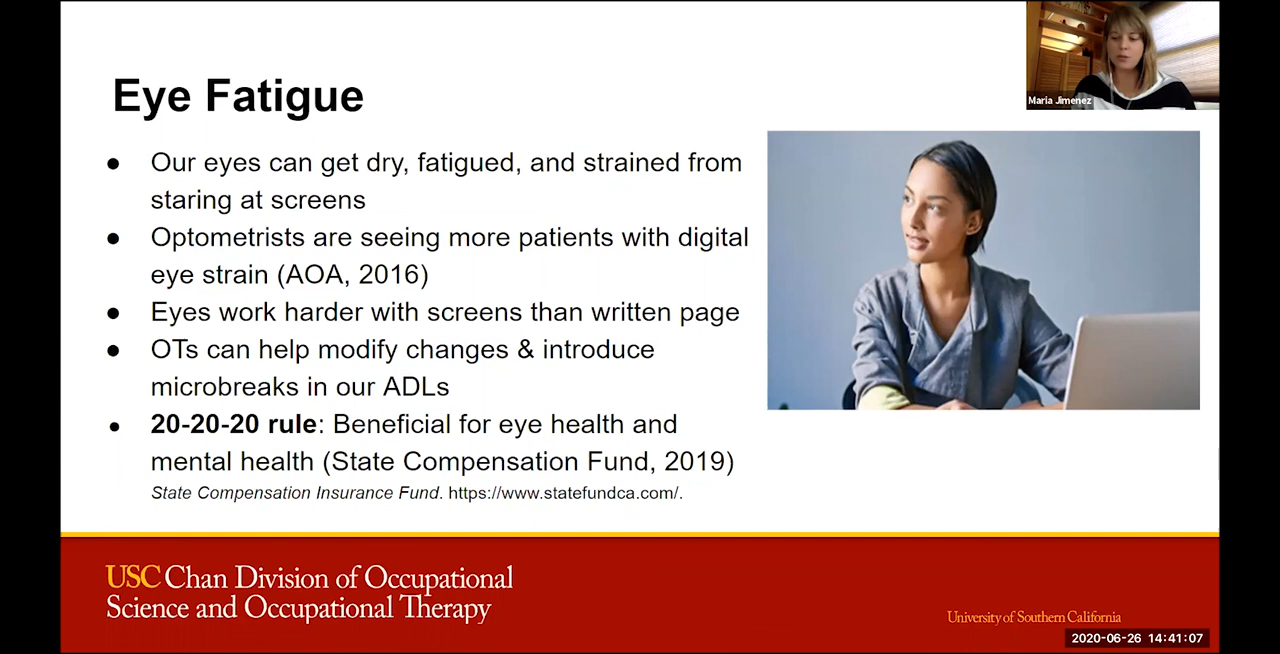 Maria Jimenez
Eye Fatigue
● Our eyes can get dry, fatigued, and strained from
staring at screens
● Optometrists are seeing more patients with digital
eye strain (AOA, 2016)
● Eyes work harder with screens than written page
● OTs can help modify changes & introduce
microbreaks in our ADLs
● 20-20-20 rule: Beneficial for eye health and
mental health (State Compensation Fund, 2019)
State Compensation Insurance Fund. https://www.statefundca.com/.
USC Chan Division of Occupational
Science and Occupational Therapy
University of Southern California
2020-06-26 14:41:07